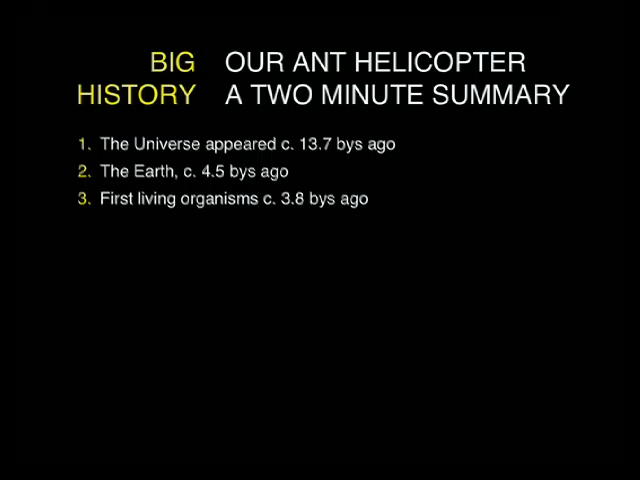 BIG HISTORY OUR ANT HELICOPTER
A TWO MINUTE SUMMARY
1. The Universe appeared c. 13.7 bys ago
2. The Earth, c. 4.5 bys ago
3. First living organisms c. 3.8 bys ago